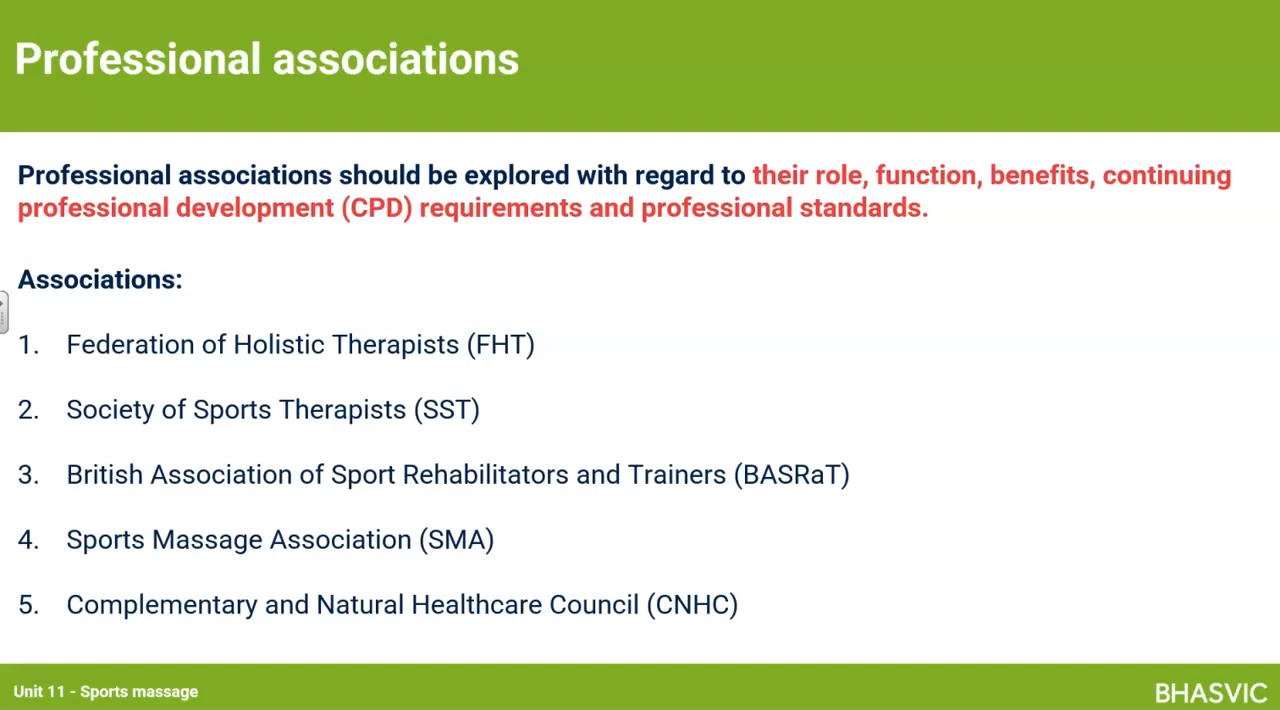 Professional associations
Professional associations should be explored with regard to their role, function, benefits, continuing
professional development (CPD) requirements and professional standards.
Associations:
1. Federation of Holistic Therapists (FHT)
2. Society of Sports Therapists (SST)
3. British Association of Sport Rehabilitators and Trainers (BASRaT)
4. Sports Massage Association (SMA)
5. Complementary and Natural Healthcare Council (CNHC)
Unit 11 - Sports massage
BHASVIC